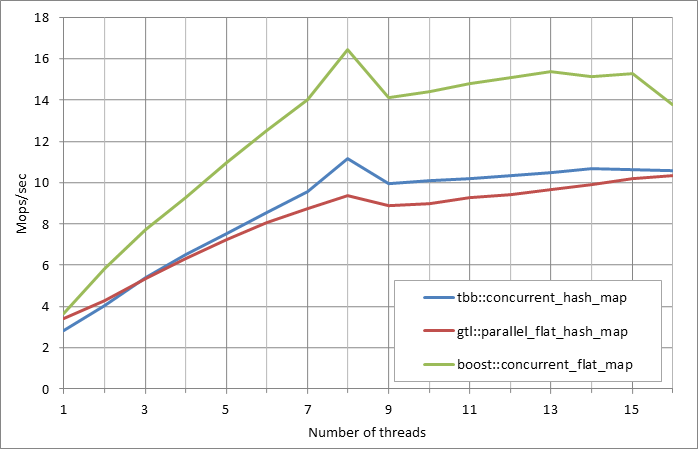 18
16
14
12
10
8
6
4
2
0
Mops/sec
tbb::concurrent_hash_map
gtl::parallel_flat_hash_map
boost::concurrent_flat_map
1 3 5 7 9 11 13 15
Number of threads